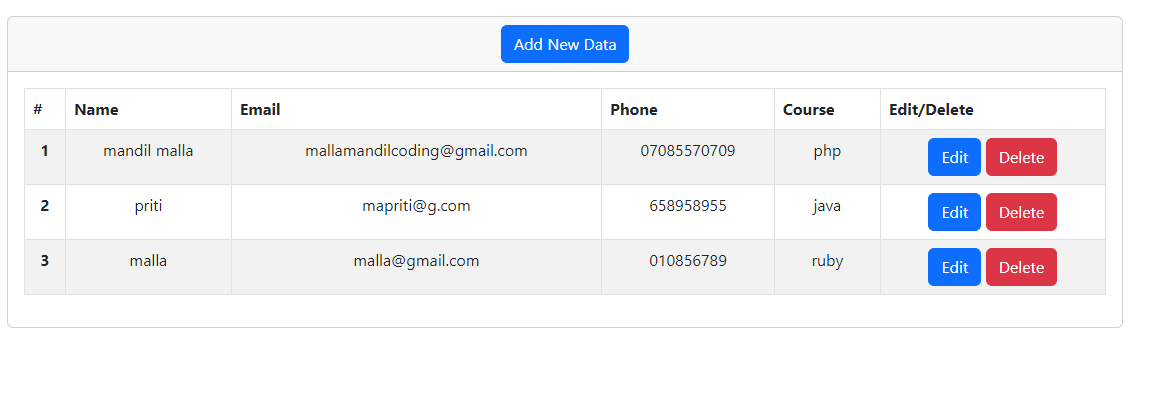 Add New Data
# Name Email Phone Course Edit/Delete
1 mandil malla mallamandilcoding@gmail.com 07085570709 php Edit Delete
2 priti mapriti@g.com 658958955 java Edit Delete
3 malla malla@gmail.com 010856789 ruby Edit Delete